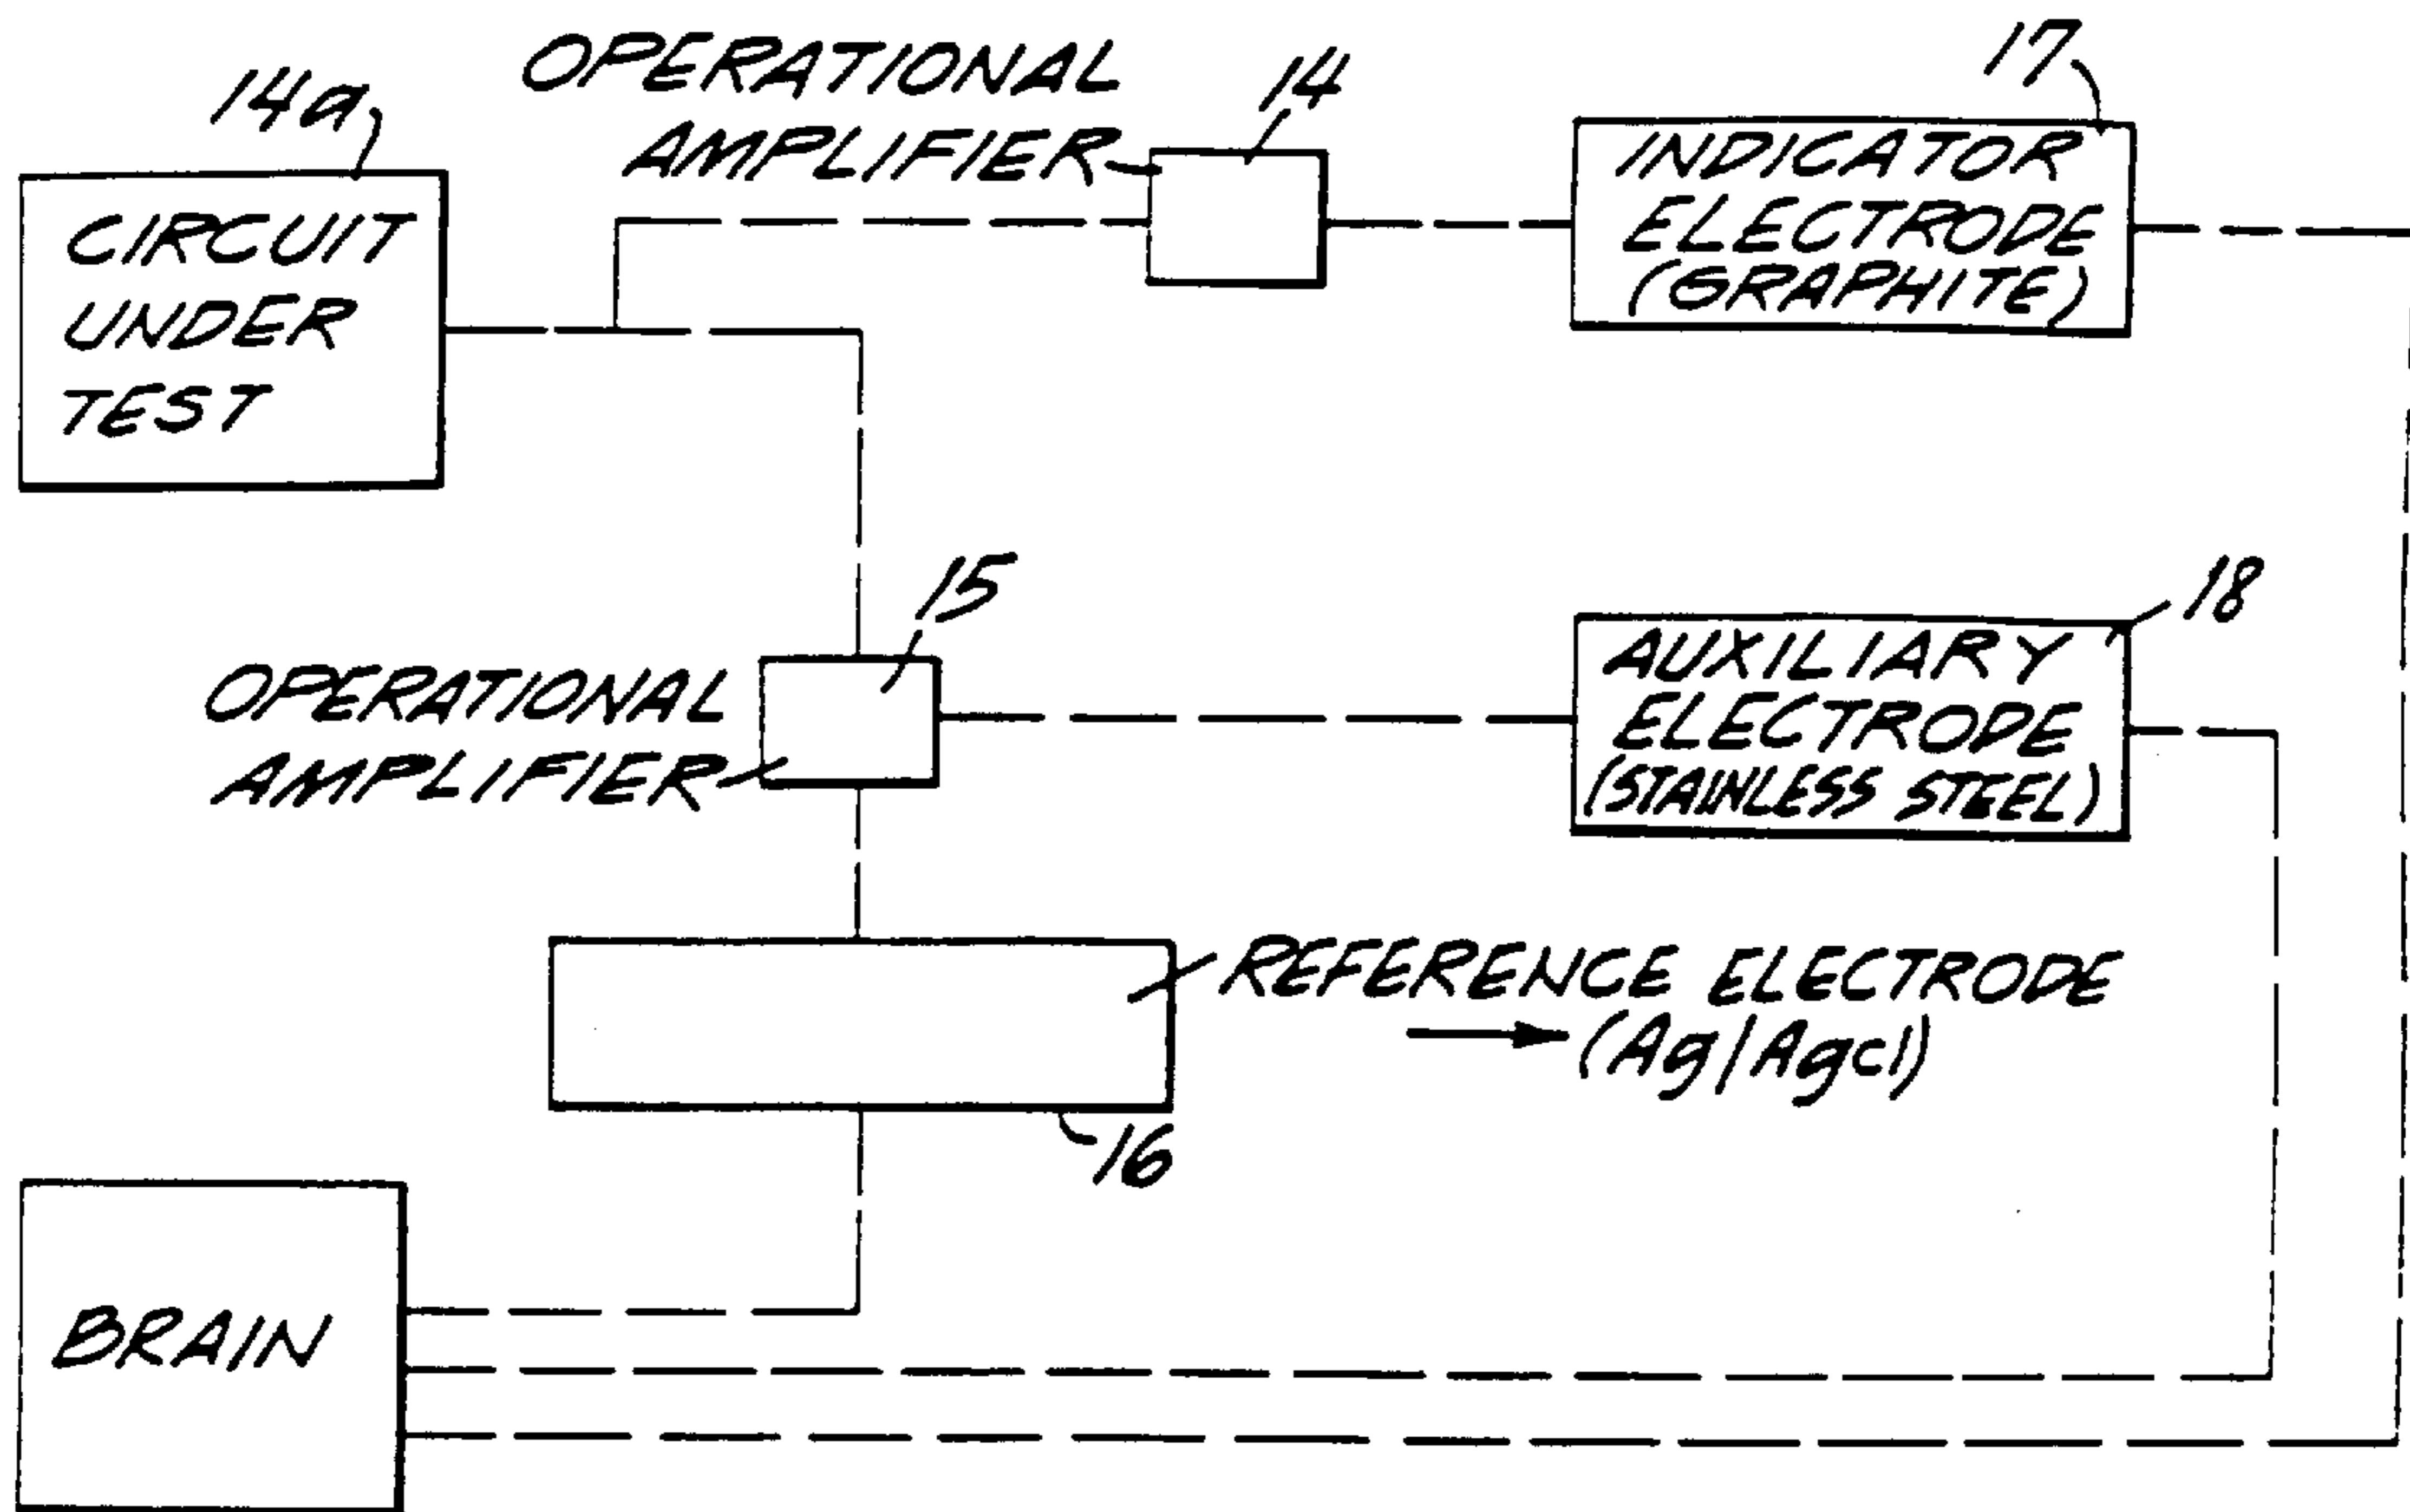 14a
CIRCUIT
UNDER
TEST
OPERATIONAL
AMPLIFIER
14
17
INDICATOR
ELECTRODE
(GRAPHITE)
15
OPERATIONAL
AMPLIFIER
18
AUXILIARY
ELECTRODE
(STAINLESS STEEL)
REFERENCE ELECTRODE
(Ag/Agcl)
16
BRAIN